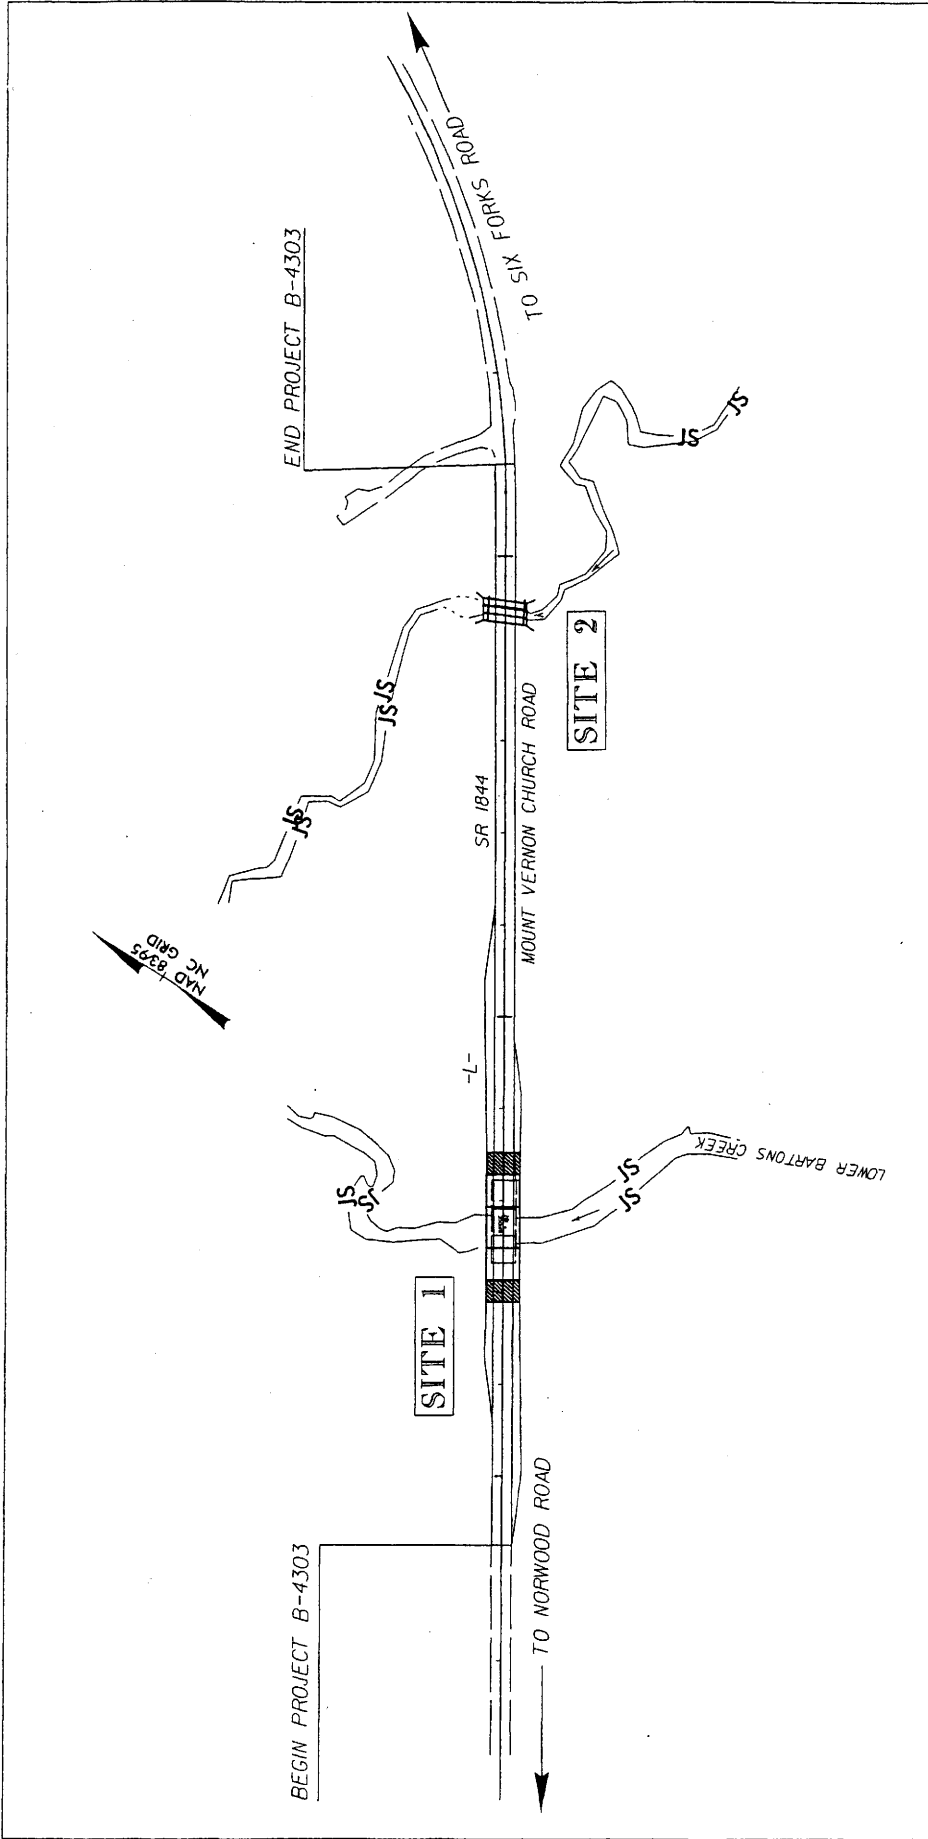 BEGIN PROJECT B-4303
END PROJECT B-4303
NAD '83/95
NC GRID
TO SIX FORKS ROAD
TO NORWOOD ROAD
SITE 1
SITE 2
-L-
SR 1844
MOUNT VERNON CHURCH ROAD
LOWER BARTONS CREEK
JS
JS
JS
JS
JS
JS
JS
JS
JS
JS